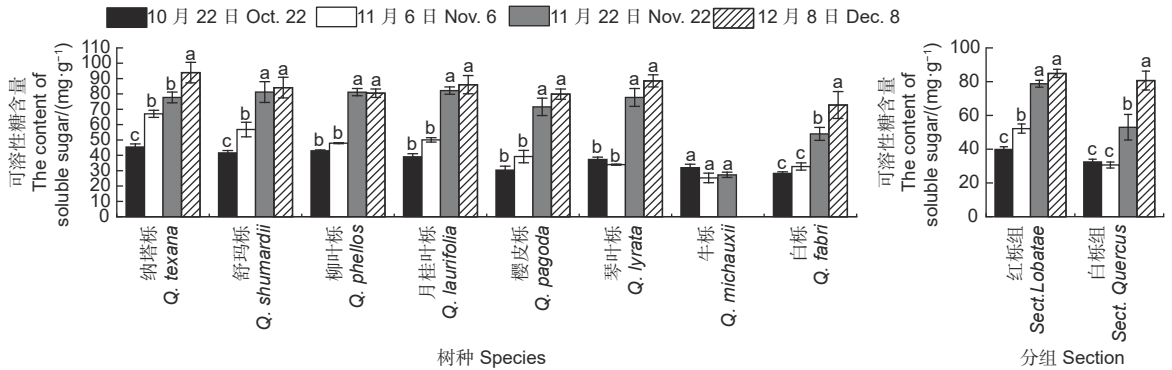 10 月 22 日 Oct. 22 11 月 6 日 Nov. 6 11 月 22 日 Nov. 22 12 月 8 日 Dec. 8
可溶性糖含量
The content of
soluble sugar/(mg·g⁻¹)
110
100
90
80
70
60
50
40
30
20
10
0
c b b a
c b a a
b b a a
b b a a
b b a a
b b a a
a a a
c c b a
纳塔栎
Q. texana
舒玛栎
Q. shumardii
柳叶栎
Q. phellos
月桂叶栎
Q. laurifolia
樱皮栎
Q. pagoda
琴叶栎
Q. lyrata
牛栎
Q. michauxii
白栎
Q. fabri
树种 Species
可溶性糖含量
The content of
soluble sugar/(mg·g⁻¹)
100
80
60
40
20
0
c b a a
c c b a
红栎组
Sect.Lobatae
白栎组
Sect. Quercus
分组 Section